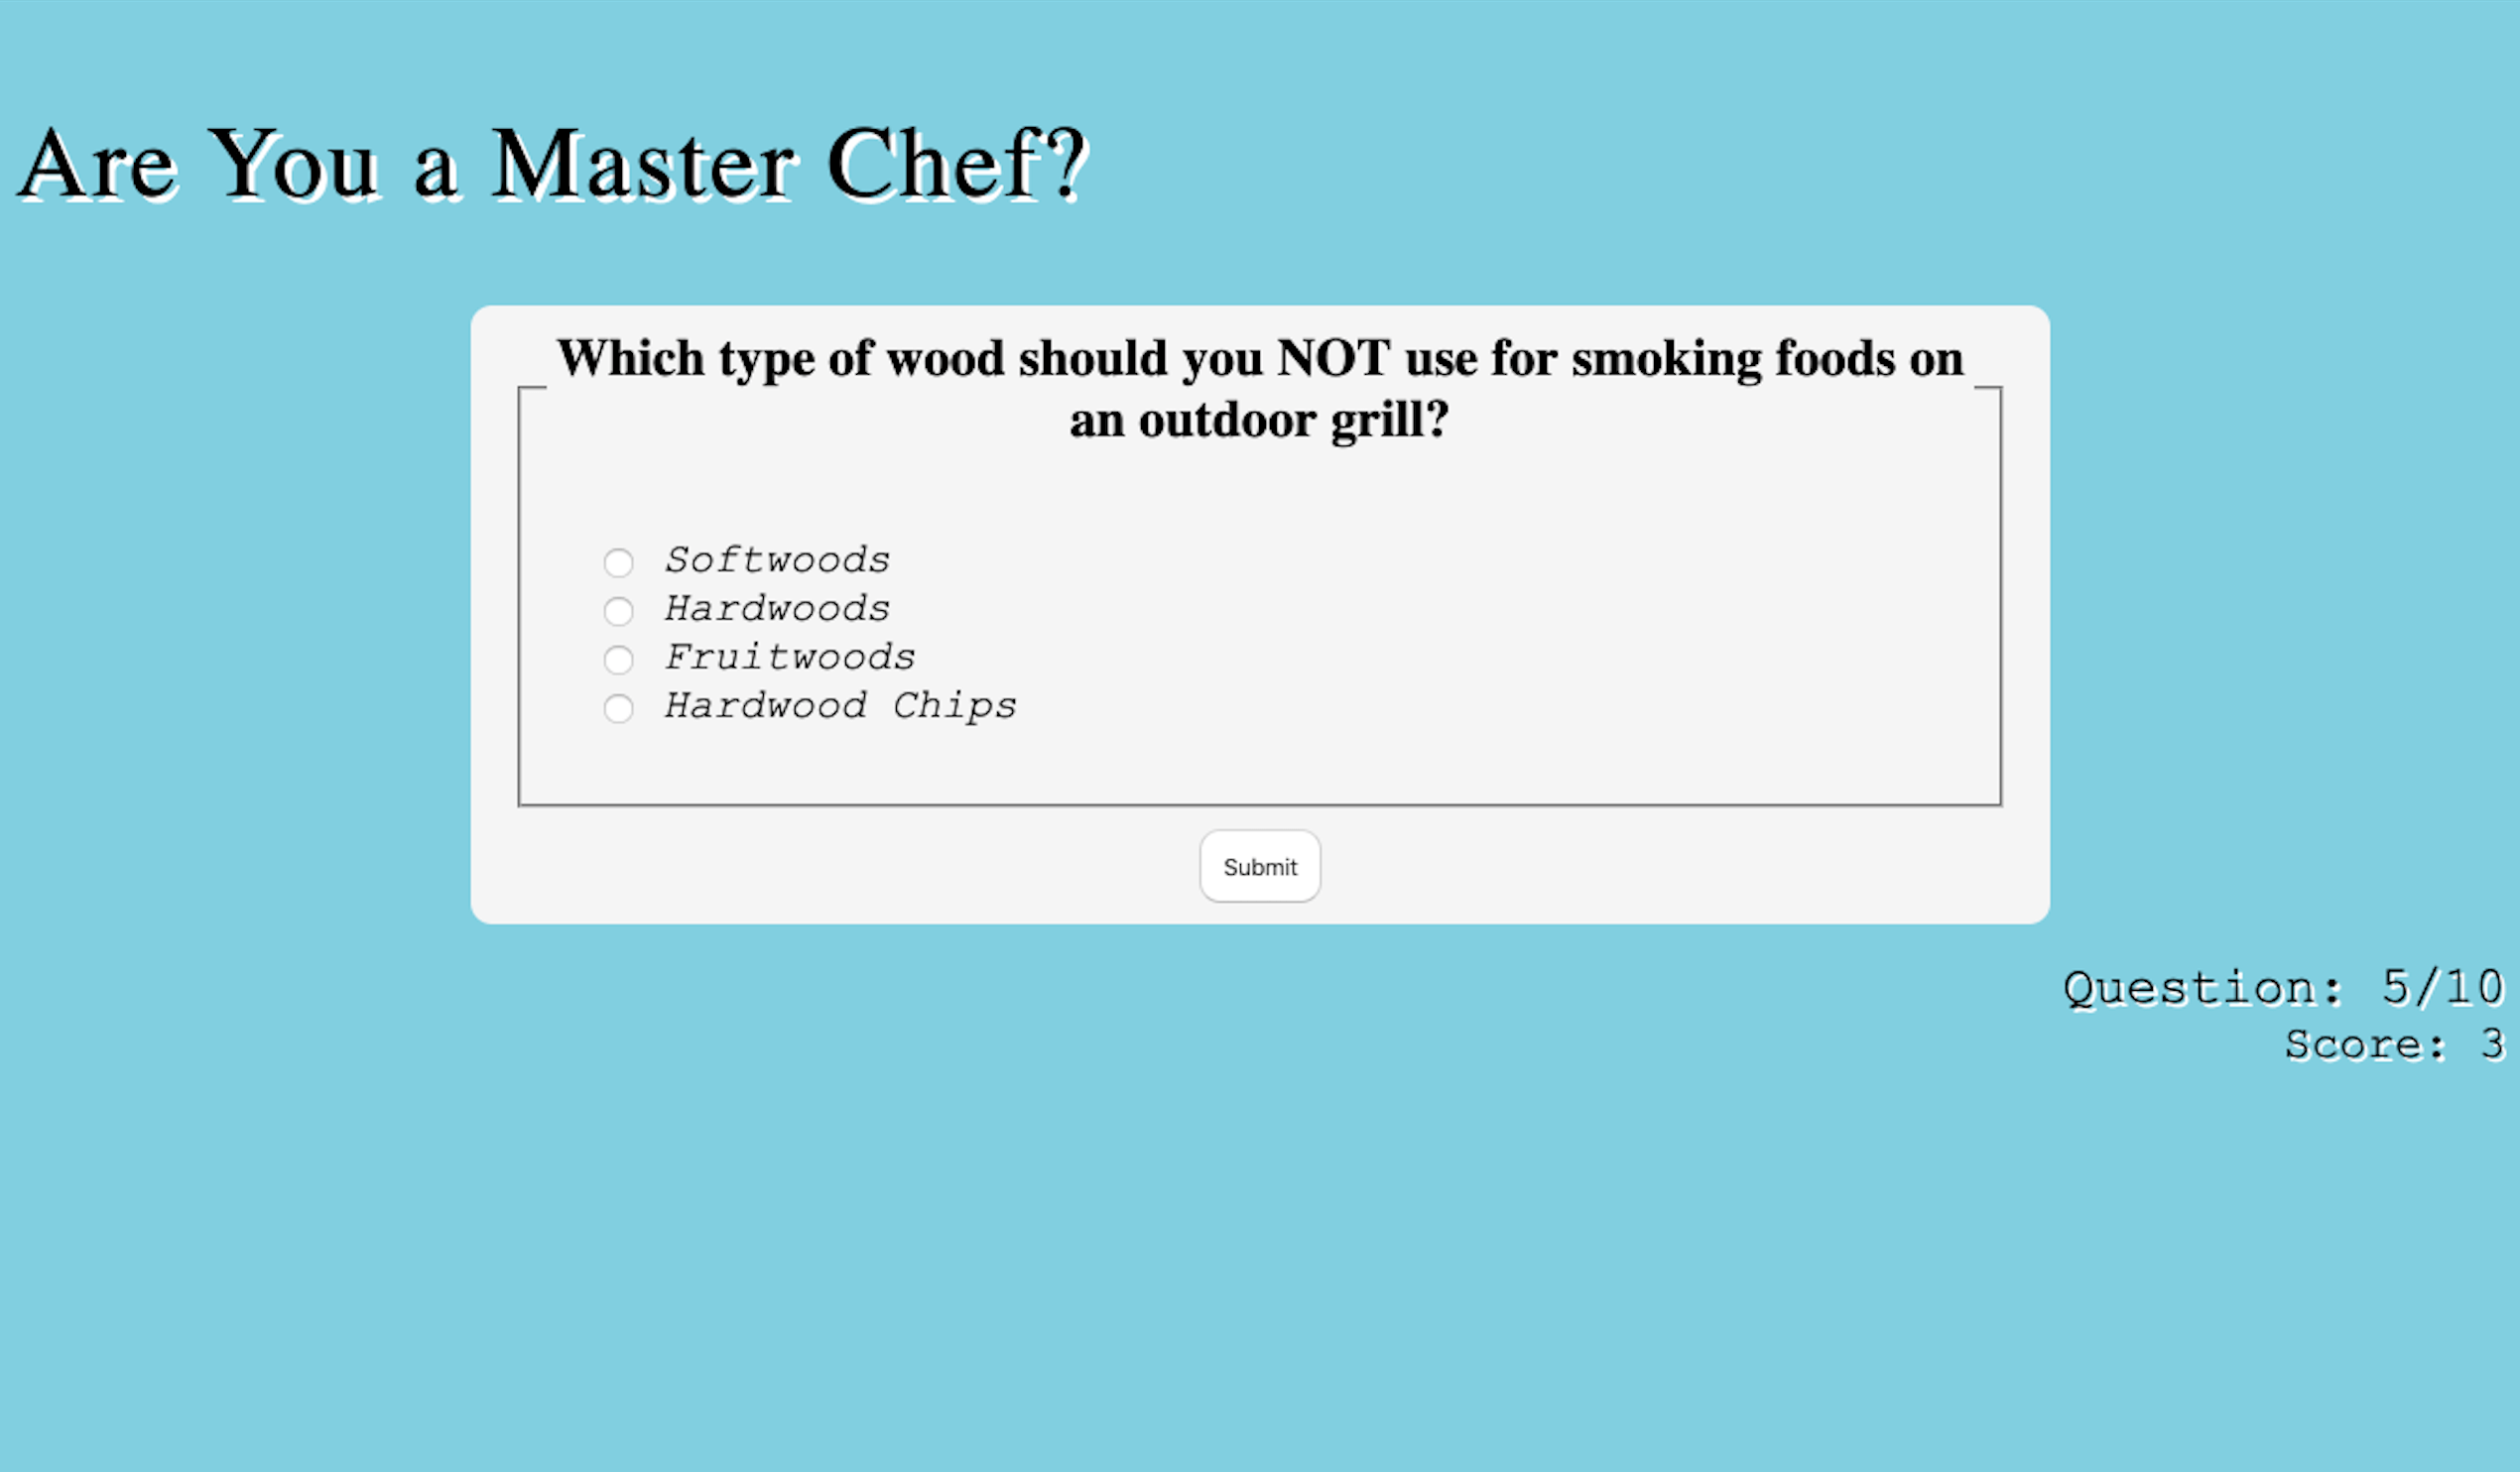 Are You a Master Chef?
Which type of wood should you NOT use for smoking foods on
an outdoor grill?
Softwoods
Hardwoods
Fruitwoods
Hardwood Chips
Submit
Question: 5/10
Score: 3